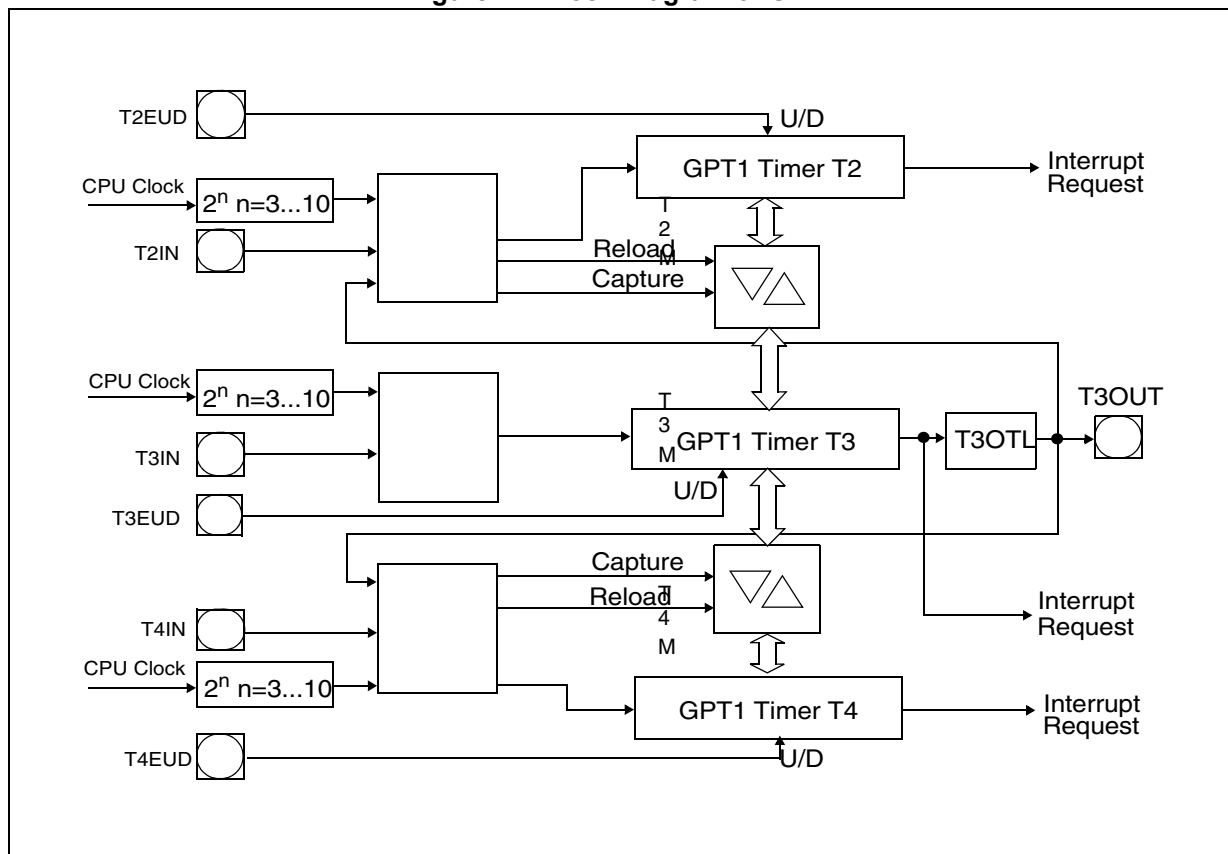 T2EUD
U/D
GPT1 Timer T2
Interrupt
Request
CPU Clock
2ⁿ n=3...10
T2IN
T
2
M
Reload
Capture
CPU Clock
2ⁿ n=3...10
T3IN
T3EUD
T
3
M
GPT1 Timer T3
U/D
T3OTL
T3OUT
Capture
Reload
T
4
M
T4IN
CPU Clock
2ⁿ n=3...10
T4EUD
GPT1 Timer T4
U/D
Interrupt
Request
Interrupt
Request